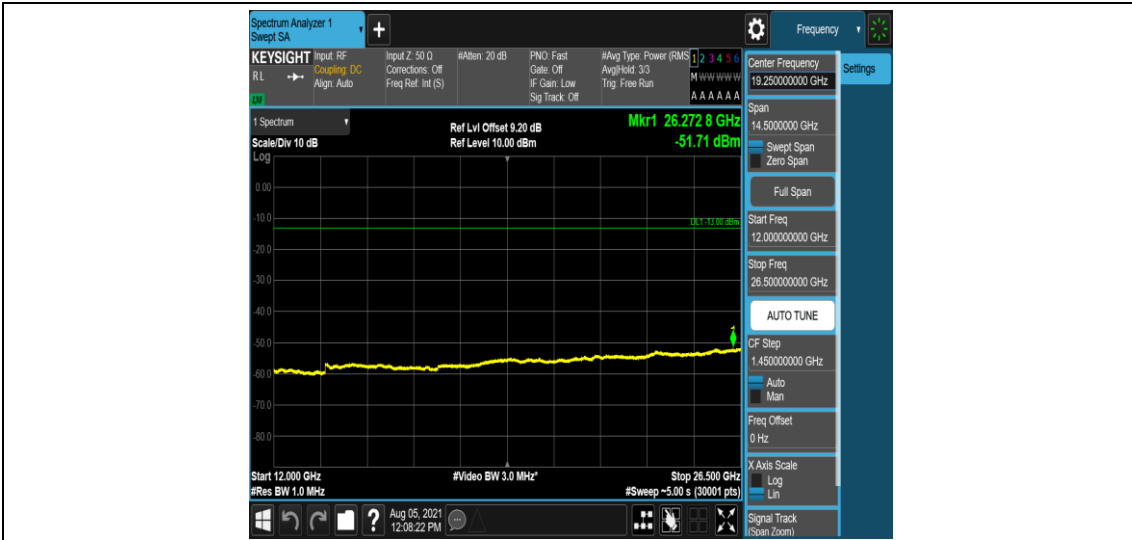 Spectrum Analyzer 1
Swept SA
+
Frequency
KEYSIGHT
RL
LXI
Input: RF
Coupling: DC
Align: Auto
Input Z: 50 Ω
Corrections: Off
Freq Ref: Int (S)
#Atten: 20 dB
PNO: Fast
Gate: Off
IF Gain: Low
Sig Track: Off
#Avg Type: Power (RMS
Avg|Hold: 3/3
Trig: Free Run
1 2 3 4 5 6
M W W W W W
A A A A A A
1 Spectrum
Scale/Div 10 dB
Log
Ref Lvl Offset 9.20 dB
Ref Level 10.00 dBm
Mkr1 26.272 8 GHz
-51.71 dBm
0.00
-10.0
DL1 -13.00 dBm
-20.0
-30.0
-40.0
1
-50.0
-60.0
-70.0
-80.0
Start 12.000 GHz
#Video BW 3.0 MHz*
Stop 26.500 GHz
#Res BW 1.0 MHz
#Sweep ~5.00 s (30001 pts)
?
Aug 05, 2021
12:08:22 PM
Center Frequency
19.250000000 GHz
Settings
Span
14.5000000 GHz
Swept Span
Zero Span
Full Span
Start Freq
12.000000000 GHz
Stop Freq
26.500000000 GHz
AUTO TUNE
CF Step
1.450000000 GHz
Auto
Man
Freq Offset
0 Hz
X Axis Scale
Log
Lin
Signal Track
(Span Zoom)